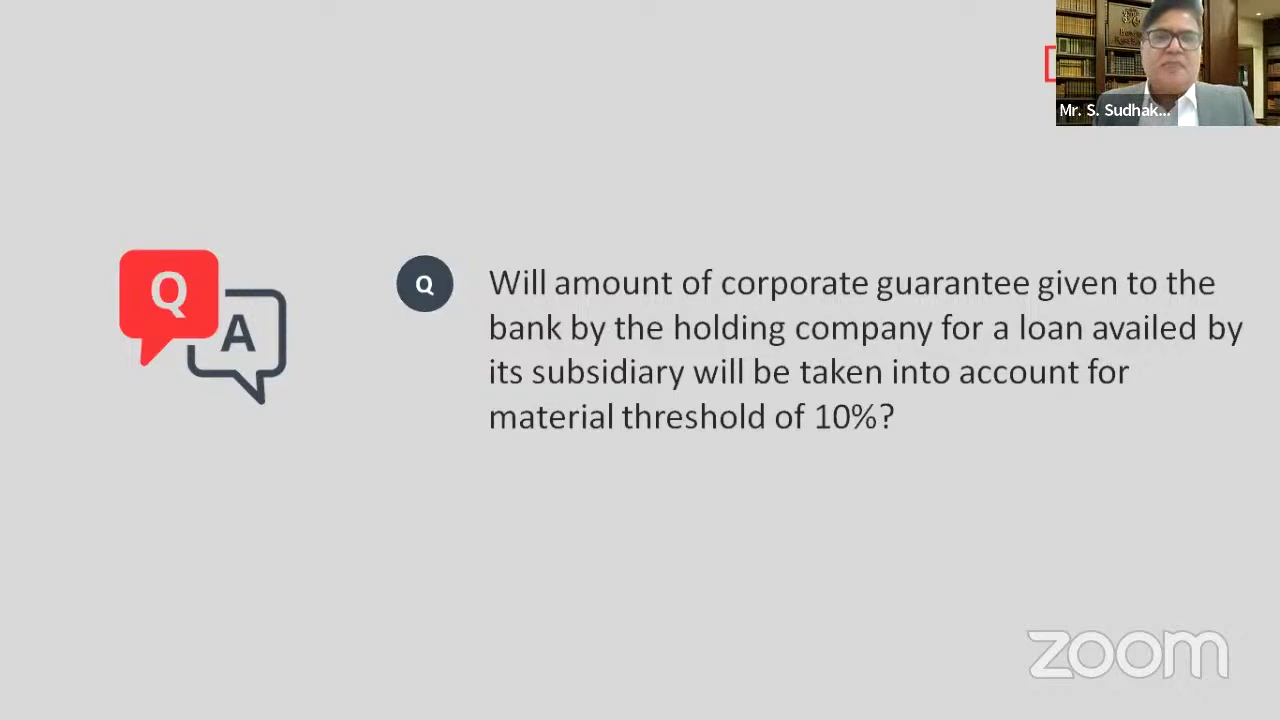 Mr. S. Sudhak...
Q
A
Q
Will amount of corporate guarantee given to the
bank by the holding company for a loan availed by
its subsidiary will be taken into account for
material threshold of 10%?
zoom